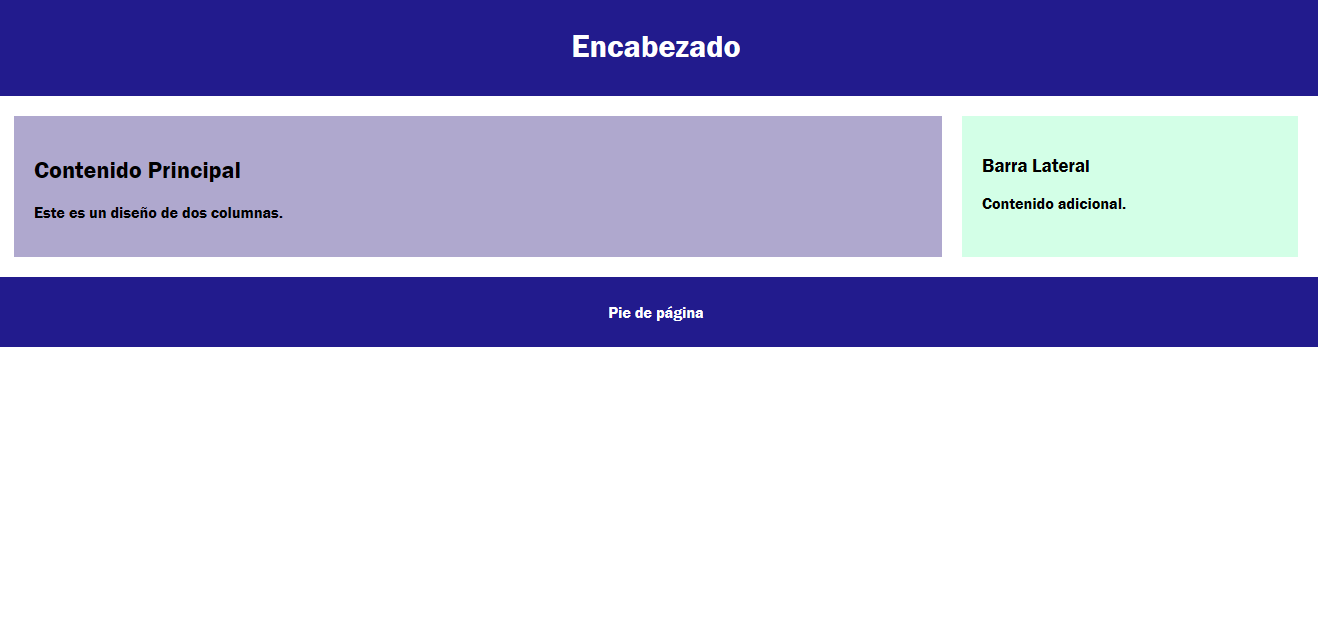 Encabezado
Contenido Principal
Este es un diseño de dos columnas.
Barra Lateral
Contenido adicional.
Pie de página